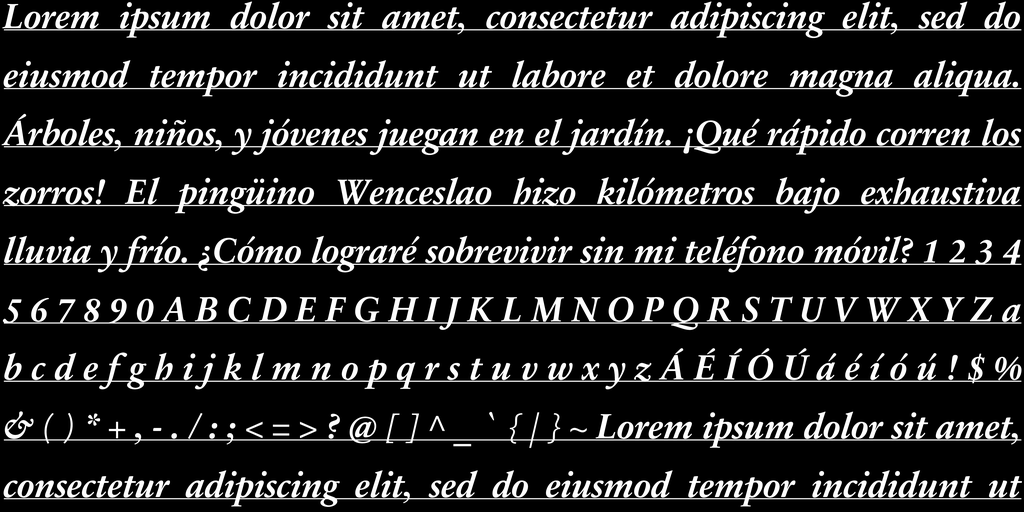 Lorem ipsum dolor sit amet, consectetur adipiscing elit, sed do
eiusmod tempor incididunt ut labore et dolore magna aliqua.
Árboles, niños, y jóvenes juegan en el jardín. ¡Qué rápido corren los
zorros! El pingüino Wenceslao hizo kilómetros bajo exhaustiva
lluvia y frío. ¿Cómo lograré sobrevivir sin mi teléfono móvil? 1 2 3 4
5 6 7 8 9 0 A B C D E F G H I J K L M N O P Q R S T U V W X Y Z a
b c d e f g h i j k l m n o p q r s t u v w x y z Á É Í Ó Ú á é í ó ú ! $ %
& ( ) * + , - . / : ; < = > ? @ [ ] ^ _ ` { | } ~ Lorem ipsum dolor sit amet,
consectetur adipiscing elit, sed do eiusmod tempor incididunt ut